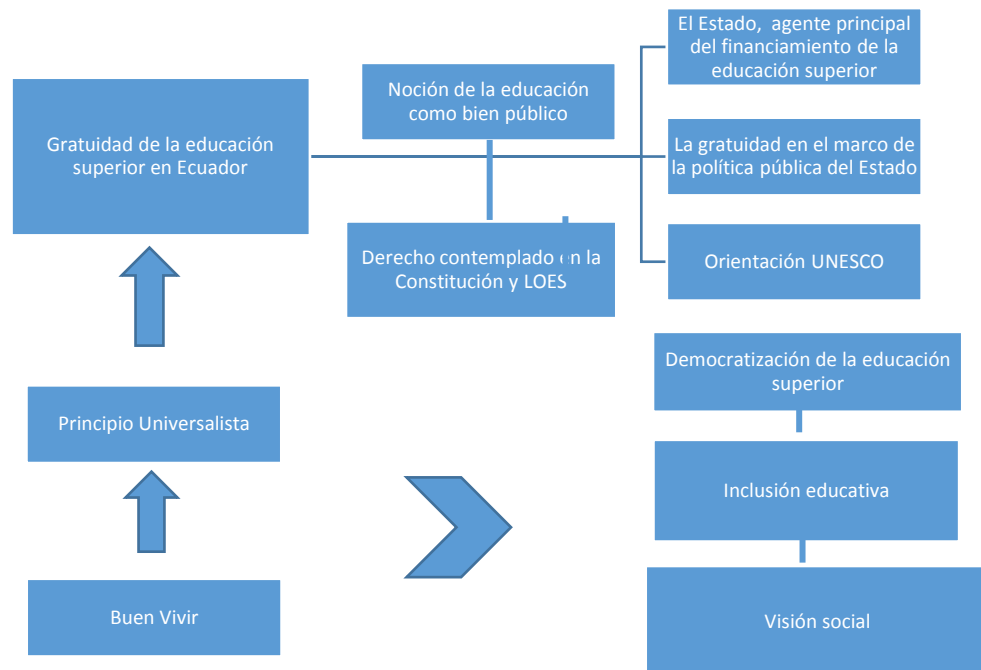 El Estado, agente principal
del financiamiento de la
educación superior
Noción de la educación
como bien público
Gratuidad de la educación
superior en Ecuador
La gratuidad en el marco de
la política pública del Estado
Derecho contemplado en la
Constitución y LOES
Orientación UNESCO
Democratización de la educación
superior
Principio Universalista
Inclusión educativa
Buen Vivir
Visión social